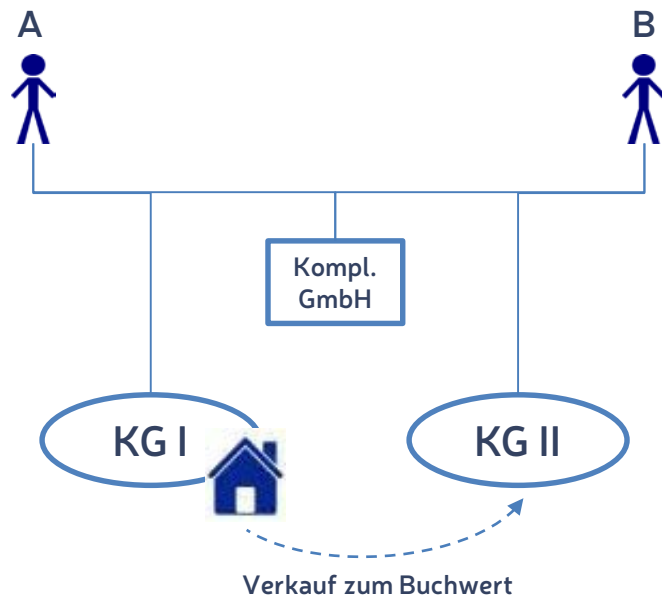 A
B
Kompl.
GmbH
KG I
KG II
Verkauf zum Buchwert